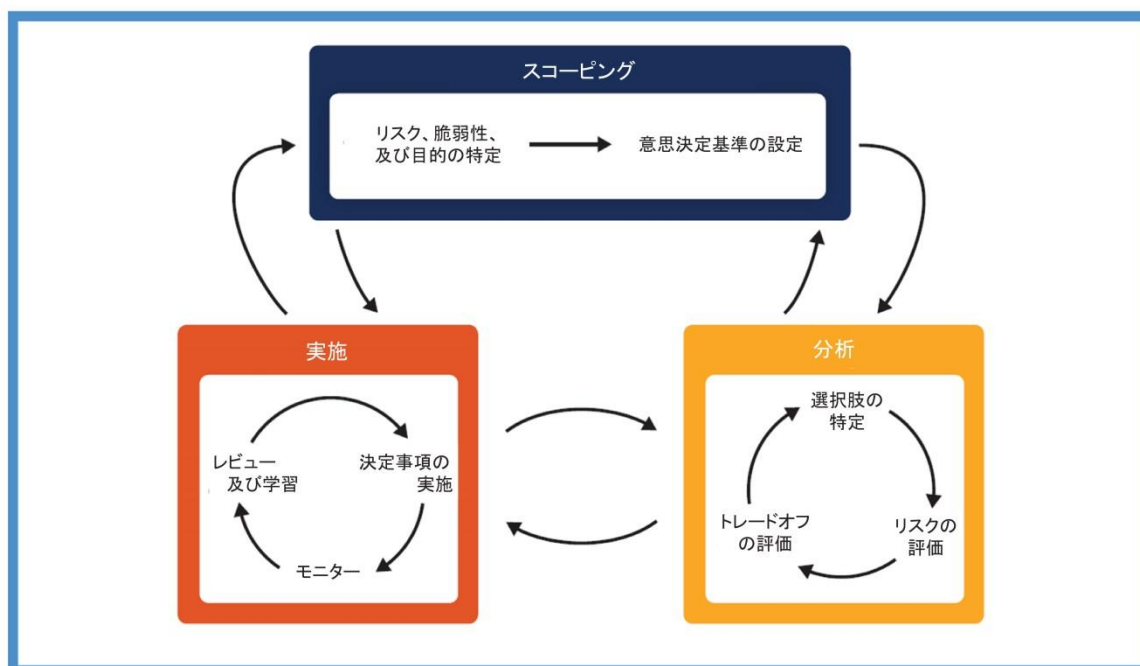 スコーピング
リスク、脆弱性、
及び目的の特定
意思決定基準の設定
実施
レビュー
及び学習
決定事項の
実施
モニター
分析
選択肢の
特定
リスクの
評価
トレードオフ
の評価